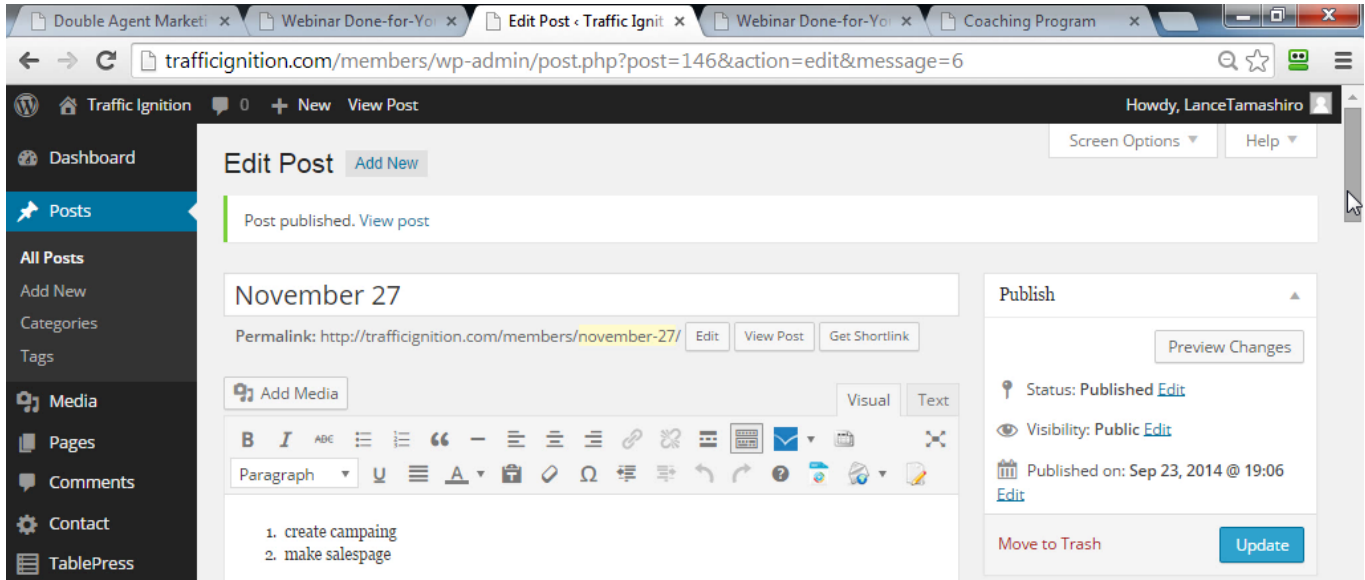 Double Agent Marketi
Webinar Done-for-Yo
Edit Post ‹ Traffic Ignit
Webinar Done-for-Yo
Coaching Program
trafficignition.com/members/wp-admin/post.php?post=146&action=edit&message=6
Traffic Ignition 0 + New View Post Howdy, LanceTamashiro
Screen Options Help
Dashboard
Posts
All Posts
Add New
Categories
Tags
Media
Pages
Comments
Contact
TablePress
Edit Post Add New
Post published. View post
November 27
Permalink: http://trafficignition.com/members/november-27/ Edit View Post Get Shortlink
Add Media
Visual Text
B I ABC
Paragraph U A T Ω
1. create campaing
2. make salespage
Publish
Preview Changes
Status: Published Edit
Visibility: Public Edit
Published on: Sep 23, 2014 @ 19:06
Edit
Move to Trash Update